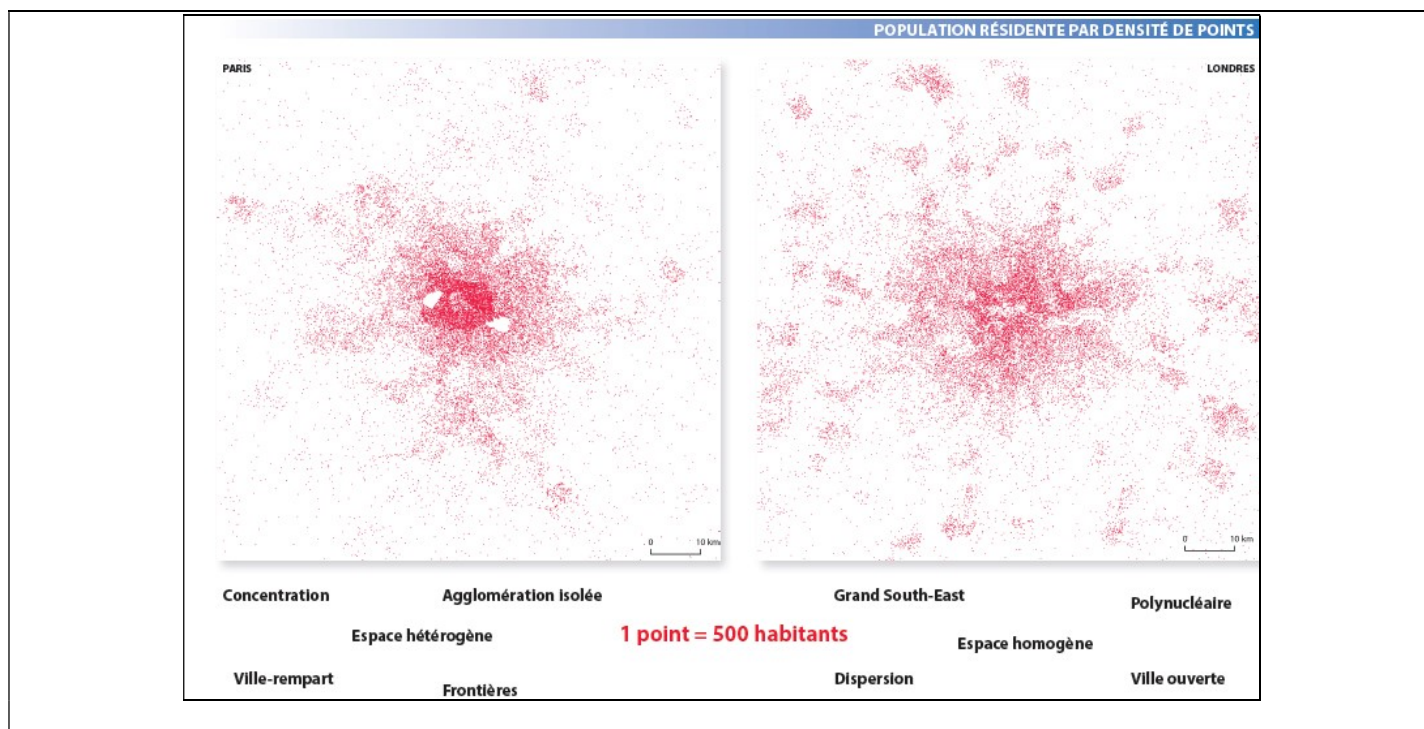 POPULATION RÉSIDENTE PAR DENSITÉ DE POINTS
PARIS
LONDRES
0 10 km
0 10 km
Concentration
Agglomération isolée
Grand South-East
Polynucléaire
Espace hétérogène
1 point = 500 habitants
Espace homogène
Ville-rempart
Frontières
Dispersion
Ville ouverte